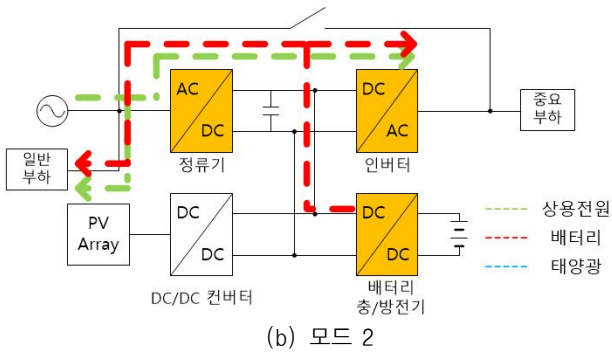 AC
DC
정류기
DC
AC
인버터
중요
부하
일반
부하
PV
Array
DC
DC
DC/DC 컨버터
DC
DC
배터리
충/방전기
상용전원
배터리
태양광
(b) 모드 2